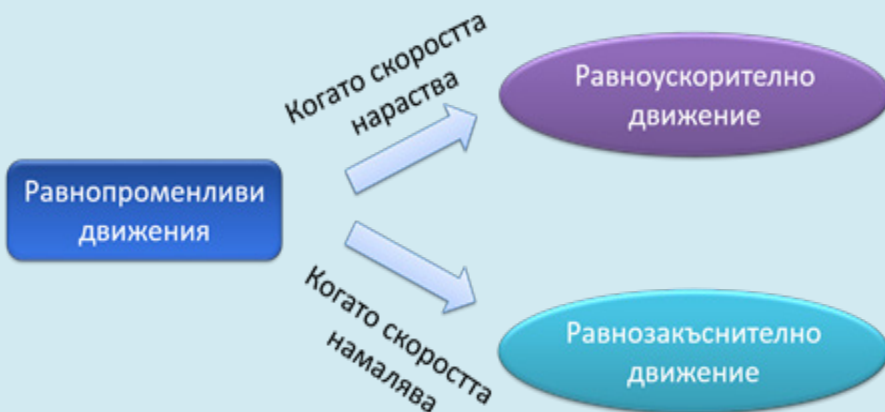 Равнопроменливи
движения
Когато скоростта
нараства
Равноускорително
движение
Когато скоростта
намалява
Равнозакъснително
движение